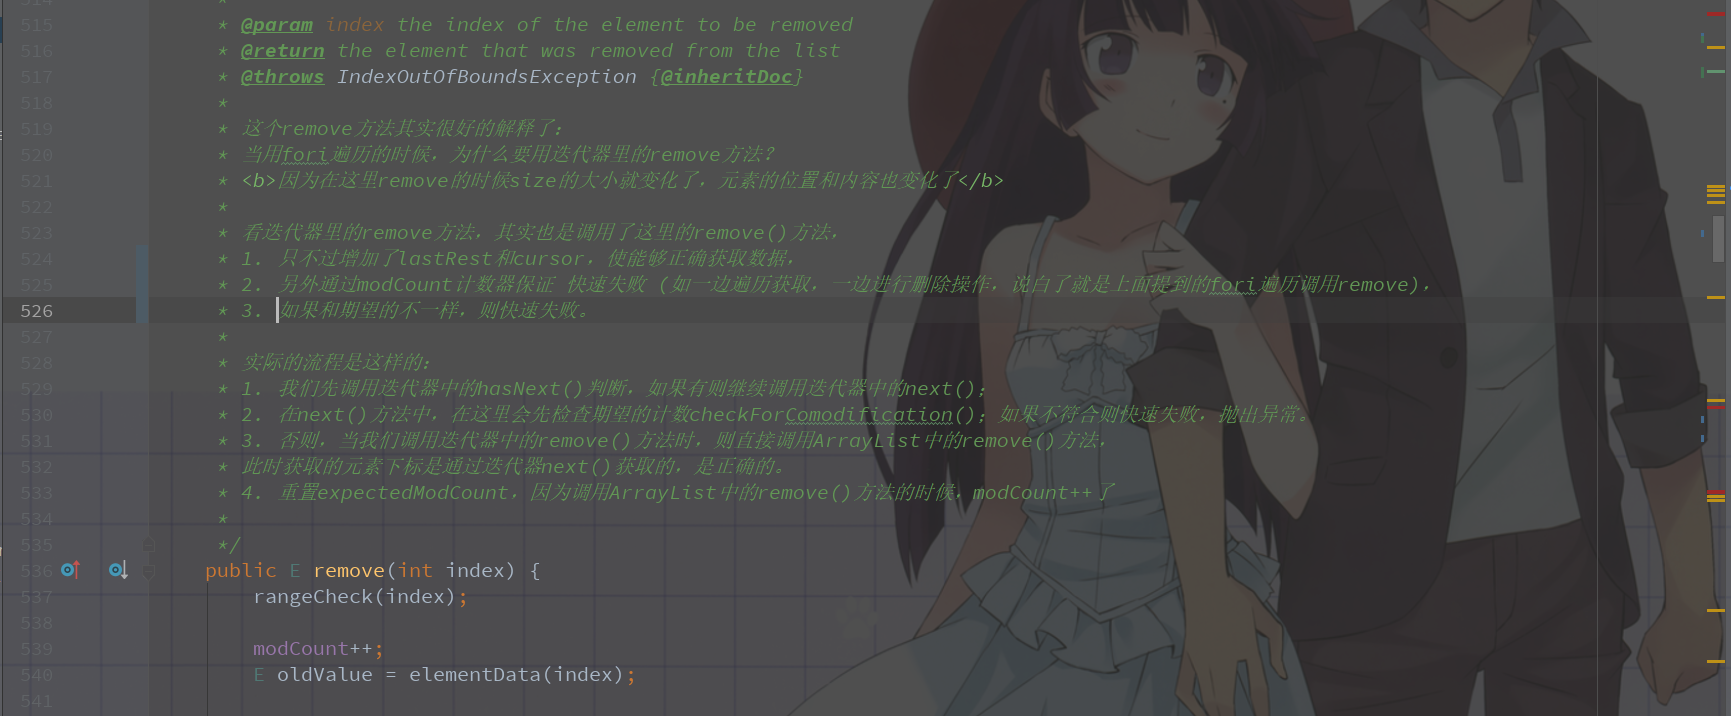 514 *
515 * @param index the index of the element to be removed
516 * @return the element that was removed from the list
517 * @throws IndexOutOfBoundsException {@inheritDoc}
518 *
519 * 这个remove方法其实很好的解释了：
520 * 当用fori遍历的时候，为什么要用迭代器里的remove方法？
521 * <b>因为在这里remove的时候size的大小就变化了，元素的位置和内容也变化了</b>
522 *
523 * 看迭代器里的remove方法，其实也是调用了这里的remove()方法，
524 * 1. 只不过增加了lastRest和cursor，使能够正确获取数据，
525 * 2. 另外通过modCount计数器保证 快速失败 (如一边遍历获取，一边进行删除操作，说白了就是上面提到的fori遍历调用remove)，
526 * 3. 如果和期望的不一样，则快速失败。
527 *
528 * 实际的流程是这样的：
529 * 1. 我们先调用迭代器中的hasNext()判断，如果有则继续调用迭代器中的next()；
530 * 2. 在next()方法中，在这里会先检查期望的计数checkForComodification()；如果不符合则快速失败，抛出异常。
531 * 3. 否则，当我们调用迭代器中的remove()方法时，则直接调用ArrayList中的remove()方法，
532 * 此时获取的元素下标是通过迭代器next()获取的，是正确的。
533 * 4. 重置expectedModCount，因为调用ArrayList中的remove()方法的时候，modCount++了
534 *
535 */
536 public E remove(int index) {
537 rangeCheck(index);
538
539 modCount++;
540 E oldValue = elementData(index);
541